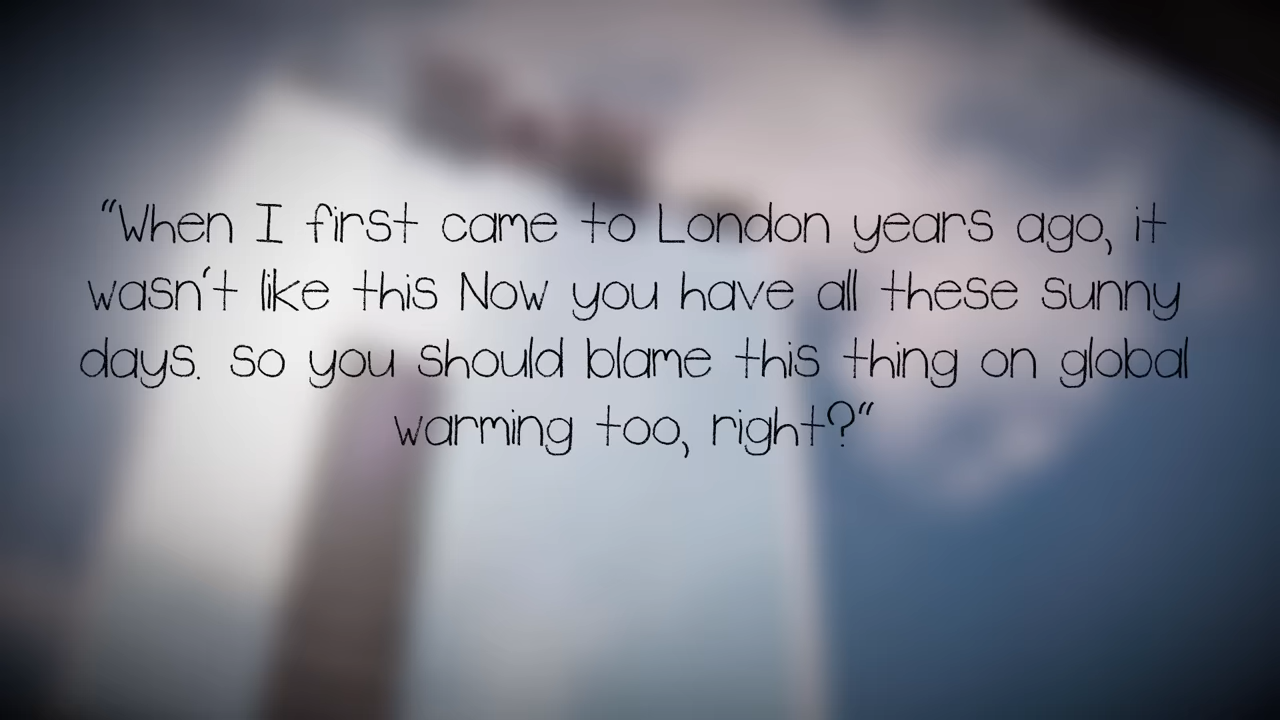 “When I first came to London years ago, it
wasn't like this Now you have all these sunny
days. so you should blame this thing on global
warming too, right?“